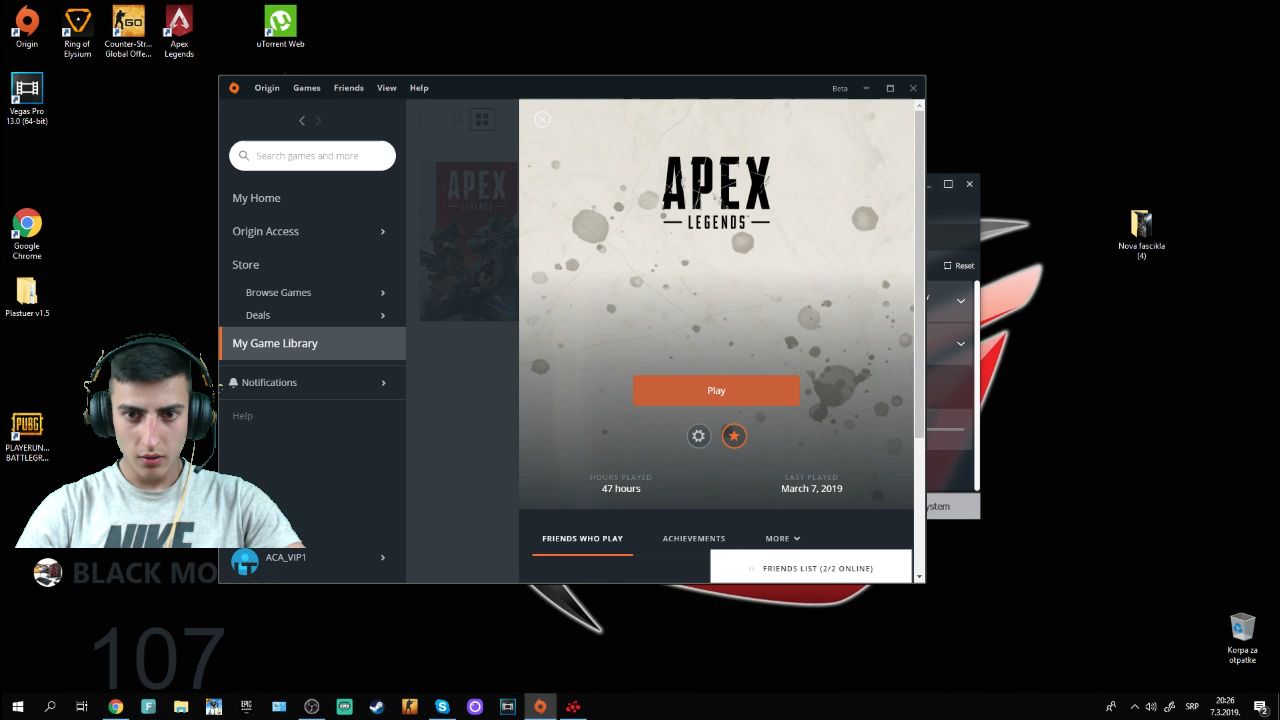 Origin
Ring of
Elysium
Counter-Str...
Global Offe...
Apex
Legends
uTorrent Web
Vegas Pro
13.0 (64-bit)
Google
Chrome
Plastuer v1.5
PLAYERUN...
BATTLEGR...
Origin Games Friends View Help
Beta
Search games and more
My Home
Origin Access
Store
Browse Games
Deals
My Game Library
Notifications
Help
ACA_VIP1
APEX
LEGENDS
Play
HOURS PLAYED
47 hours
LAST PLAYED
March 7, 2019
FRIENDS WHO PLAY
ACHIEVEMENTS
MORE
FRIENDS LIST (2/2 ONLINE)
Reset
ystem
Nova fascikla
(4)
Korpa za
otpatke
NIKE
BLACK MO
107
SRP
20:26
7.3.2019.
2